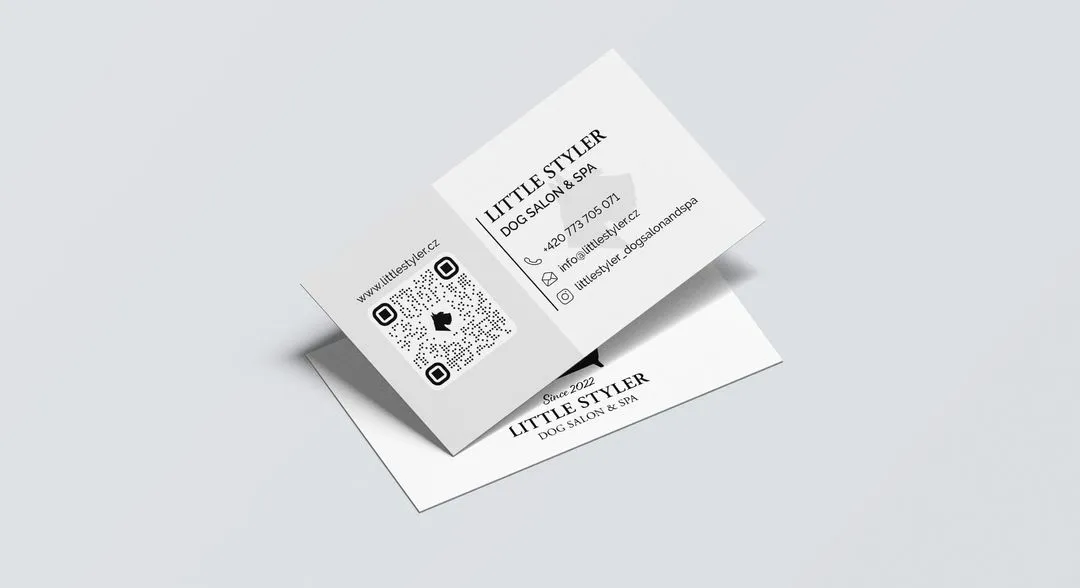 www.littlestyler.cz
LITTLE STYLER
DOG SALON & SPA
+420 773 705 071
info@littlestyler.cz
littlestyler_dogsalonandspa
Since 2022
LITTLE STYLER
DOG SALON & SPA